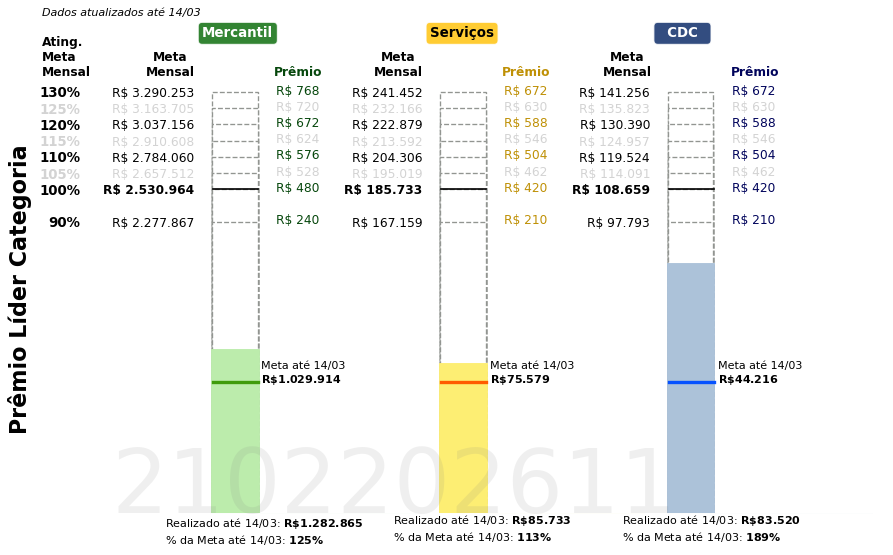 Dados atualizados até 14/03
Mercantil Serviços CDC
Ating.
Meta Meta Meta Meta
Mensal Mensal Prêmio Mensal Prêmio Mensal Prêmio
130% R$ 3.290.253 R$ 768 R$ 241.452 R$ 672 R$ 141.256 R$ 672
125% R$ 3.163.705 R$ 720 R$ 232.166 R$ 630 R$ 135.823 R$ 630
120% R$ 3.037.156 R$ 672 R$ 222.879 R$ 588 R$ 130.390 R$ 588
115% R$ 2.910.608 R$ 624 R$ 213.592 R$ 546 R$ 124.957 R$ 546
110% R$ 2.784.060 R$ 576 R$ 204.306 R$ 504 R$ 119.524 R$ 504
105% R$ 2.657.512 R$ 528 R$ 195.019 R$ 462 R$ 114.091 R$ 462
100% R$ 2.530.964 R$ 480 R$ 185.733 R$ 420 R$ 108.659 R$ 420
90% R$ 2.277.867 R$ 240 R$ 167.159 R$ 210 R$ 97.793 R$ 210
Prêmio Líder Categoria
Meta até 14/03 Meta até 14/03 Meta até 14/03
R$1.029.914 R$75.579 R$44.216
2102202611
Realizado até 14/03: R$1.282.865 Realizado até 14/03: R$85.733 Realizado até 14/03: R$83.520
% da Meta até 14/03: 125% % da Meta até 14/03: 113% % da Meta até 14/03: 189%